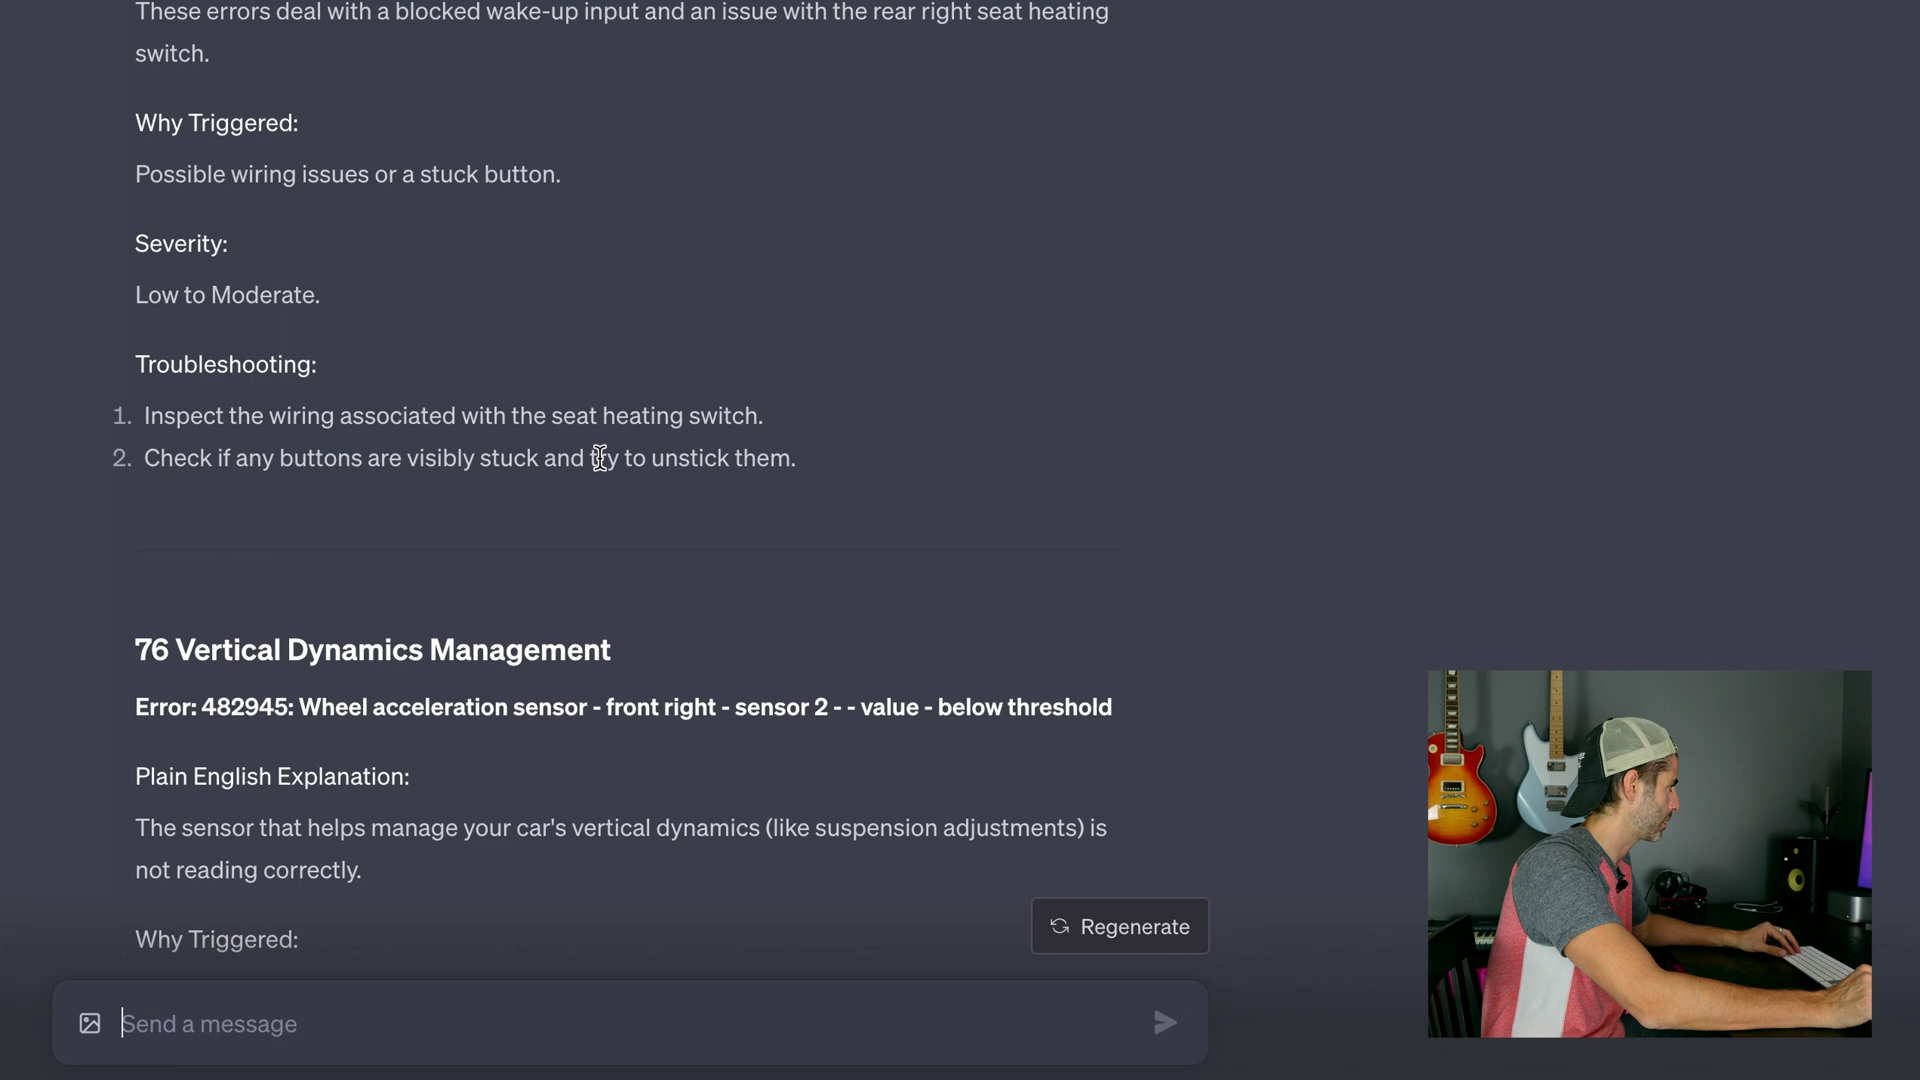 These errors deal with a blocked wake-up input and an issue with the rear right seat heating
switch.
Why Triggered:
Possible wiring issues or a stuck button.
Severity:
Low to Moderate.
Troubleshooting:
1. Inspect the wiring associated with the seat heating switch.
2. Check if any buttons are visibly stuck and try to unstick them.
76 Vertical Dynamics Management
Error: 482945: Wheel acceleration sensor - front right - sensor 2 - - value - below threshold
Plain English Explanation:
The sensor that helps manage your car's vertical dynamics (like suspension adjustments) is
not reading correctly.
Why Triggered:
Regenerate
Send a message